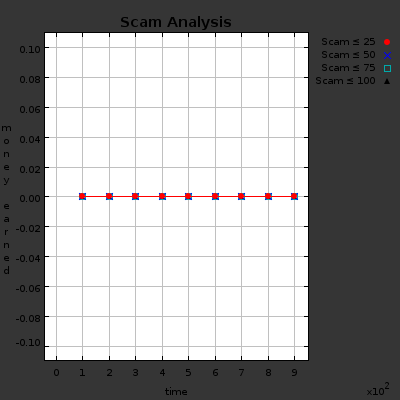 Scam Analysis
Scam ≤ 25
Scam ≤ 50
Scam ≤ 75
Scam ≤ 100
money earned
0.10
0.08
0.06
0.04
0.02
0.00
-0.02
-0.04
-0.06
-0.08
-0.10
0 1 2 3 4 5 6 7 8 9
time
×10²